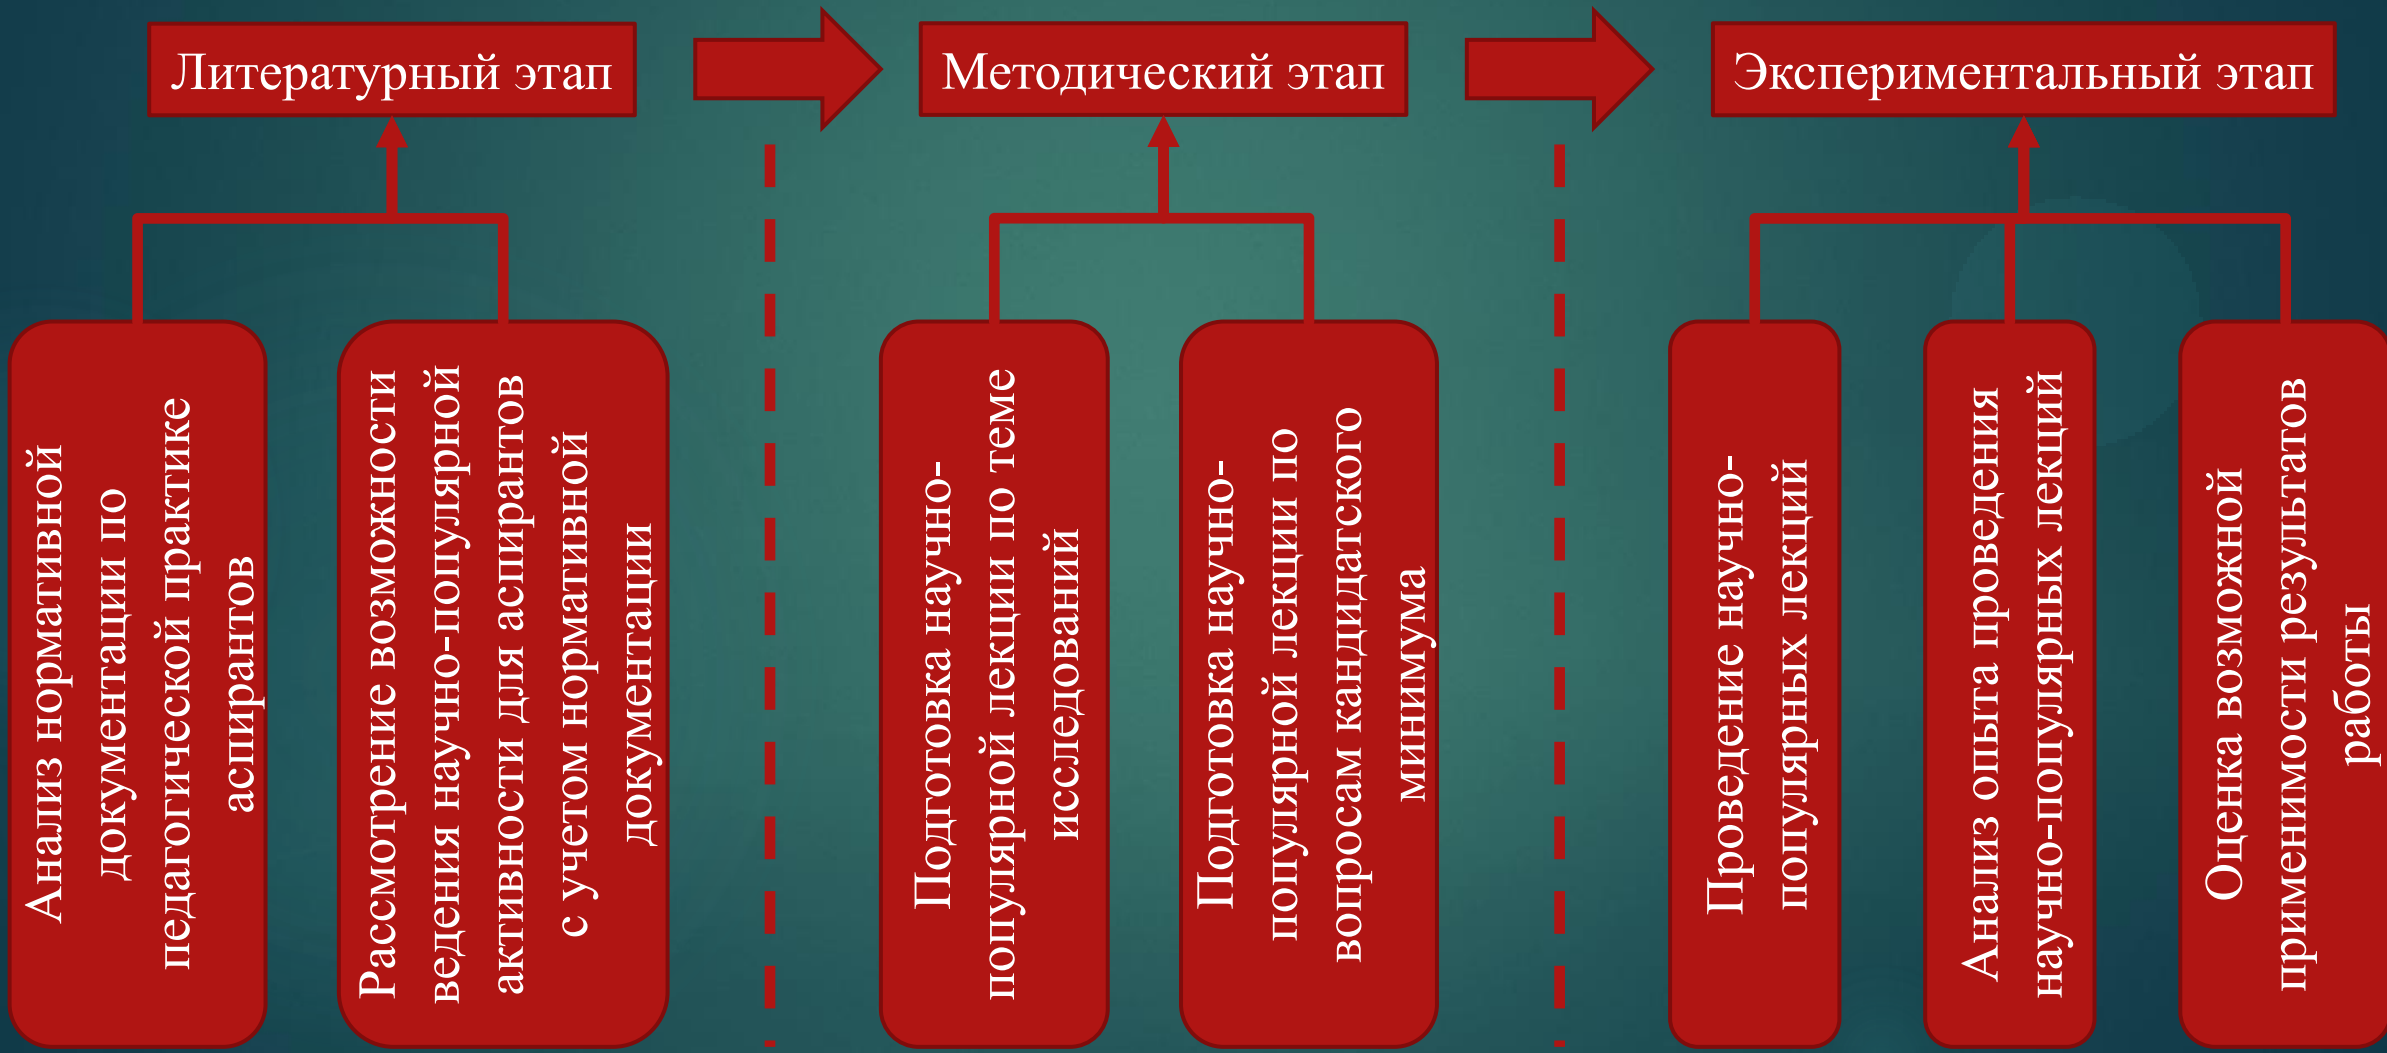 Литературный этап
Методический этап
Экспериментальный этап
Анализ нормативной
документации по
педагогической практике
аспирантов
Рассмотрение возможности
ведения научно-популярной
активности для аспирантов
с учетом нормативной
документации
Подготовка научно-
популярной лекции по теме
исследований
Подготовка научно-
популярной лекции по
вопросам кандидатского
минимума
Проведение научно-
популярных лекций
Анализ опыта проведения
научно-популярных лекций
Оценка возможной
применимости результатов
работы